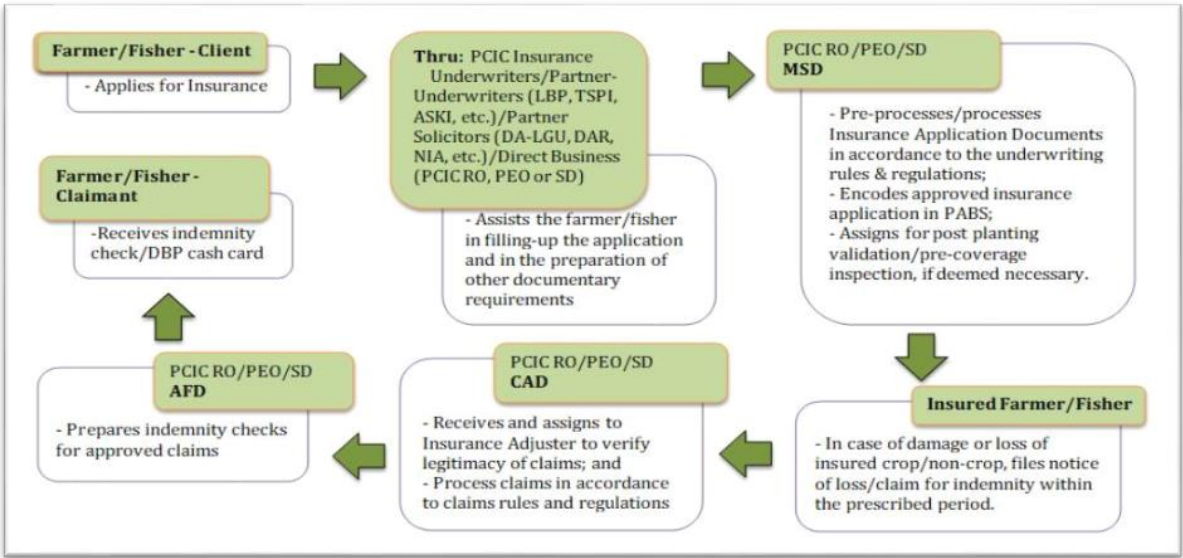 Farmer/Fisher - Client
- Applies for Insurance
Thru: PCIC Insurance
Underwriters/Partner-
Underwriters (LBP, TSPI,
ASKI, etc.)/Partner
Solicitors (DA-LGU, DAR,
NIA, etc.)/Direct Business
(PCIC RO, PEO or SD)
- Assists the farmer/fisher
in filling-up the application
and in the preparation of
other documentary
requirements
PCIC RO/PEO/SD
MSD
- Pre-processes/processes
Insurance Application Documents
in accordance to the underwriting
rules & regulations;
- Encodes approved insurance
application in PABS;
- Assigns for post planting
validation/pre-coverage
inspection, if deemed necessary.
Insured Farmer/Fisher
- In case of damage or loss of
insured crop/non-crop, files notice
of loss/claim for indemnity within
the prescribed period.
PCIC RO/PEO/SD
CAD
- Receives and assigns to
Insurance Adjuster to verify
legitimacy of claims; and
- Process claims in accordance
to claims rules and regulations
PCIC RO/PEO/SD
AFD
- Prepares indemnity checks
for approved claims
Farmer/Fisher -
Claimant
-Receives indemnity
check/DBP cash card